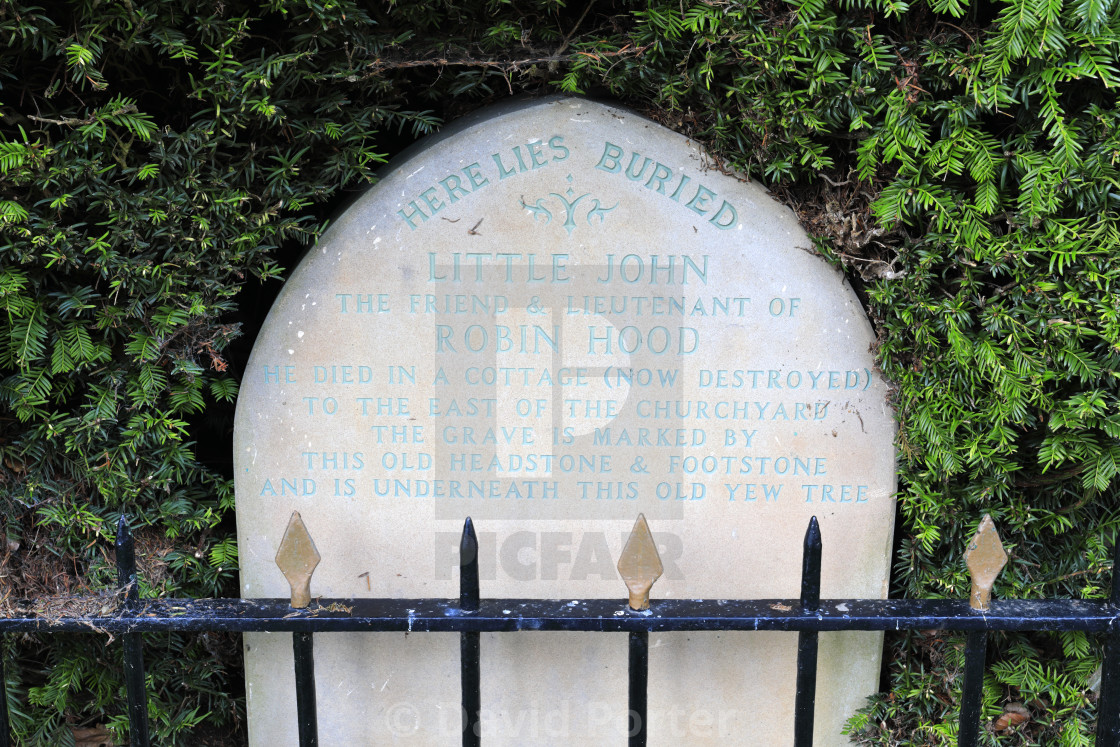 HERE LIES BURIED
LITTLE JOHN
THE FRIEND & LIEUTENANT OF
ROBIN HOOD
HE DIED IN A COTTAGE (NOW DESTROYED)
TO THE EAST OF THE CHURCHYARD
THE GRAVE IS MARKED BY
THIS OLD HEADSTONE & FOOTSTONE
AND IS UNDERNEATH THIS OLD YEW TREE
PICFAIR
© David Porter